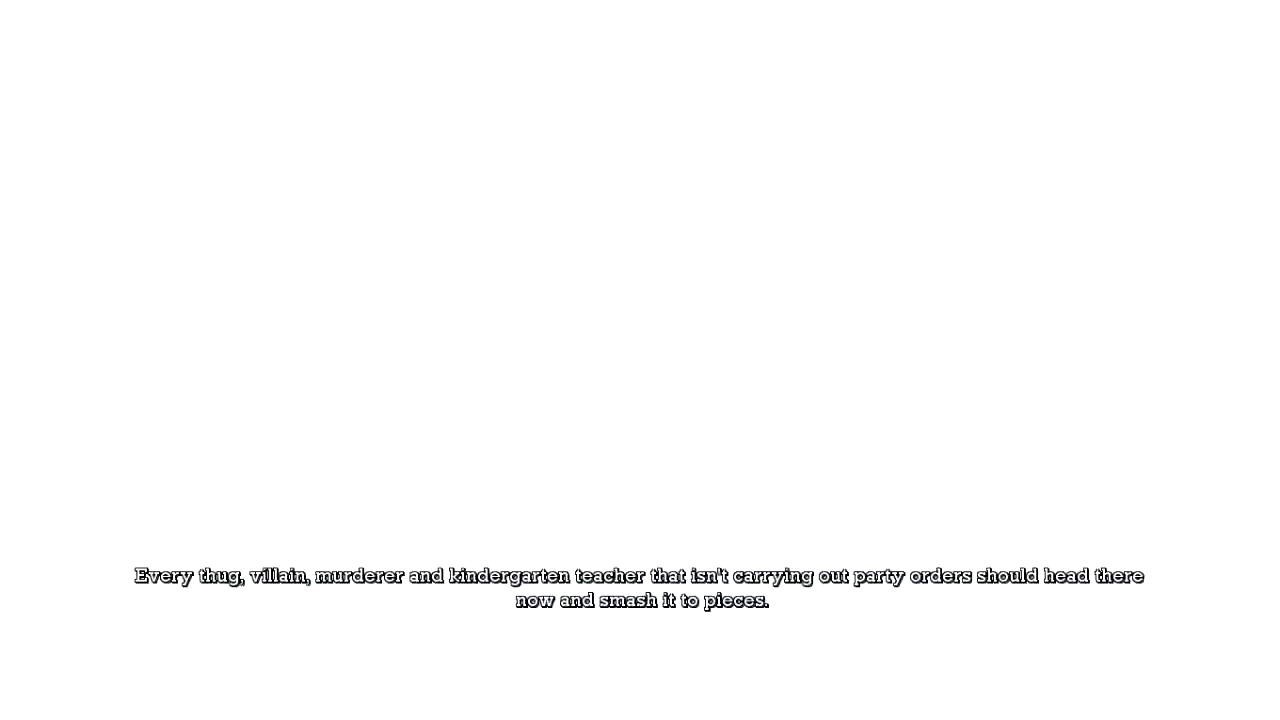 Every thug, villain, murderer and kindergarten teacher that isn't carrying out party orders should head there
now and smash it to pieces.